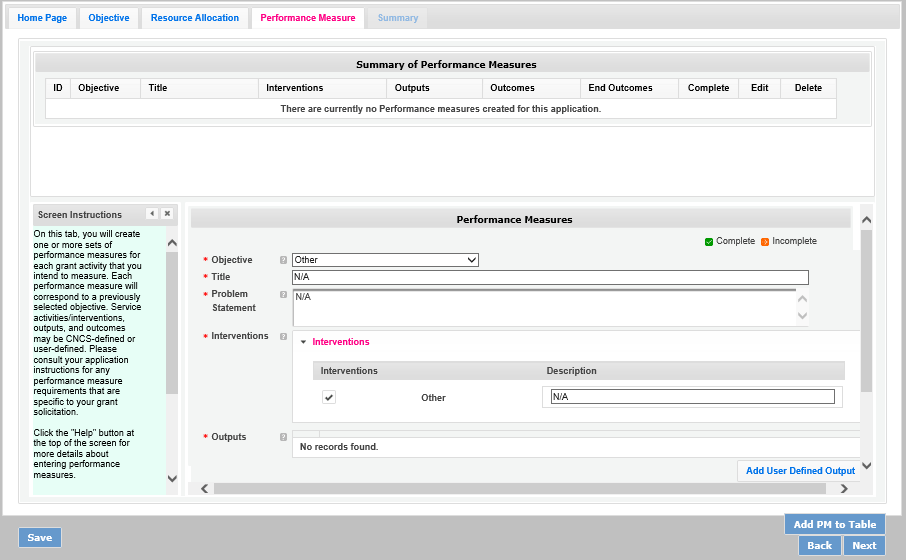 Home Page Objective Resource Allocation Performance Measure Summary
Summary of Performance Measures
ID Objective Title Interventions Outputs Outcomes End Outcomes Complete Edit Delete
There are currently no Performance measures created for this application.
Screen Instructions
On this tab, you will create
one or more sets of
performance measures for
each grant activity that you
intend to measure. Each
performance measure will
correspond to a previously
selected objective. Service
activities/interventions,
outputs, and outcomes
may be CNCS-defined or
user-defined. Please
consult your application
instructions for any
performance measure
requirements that are
specific to your grant
solicitation.
Click the "Help" button at
the top of the screen for
more details about
entering performance
measures.
Performance Measures
Complete Incomplete
* Objective ? Other
* Title ? N/A
* Problem Statement ? N/A
* Interventions ? Interventions
Interventions Description
Other N/A
* Outputs ? No records found.
Add User Defined Output
Save
Add PM to Table
Back Next